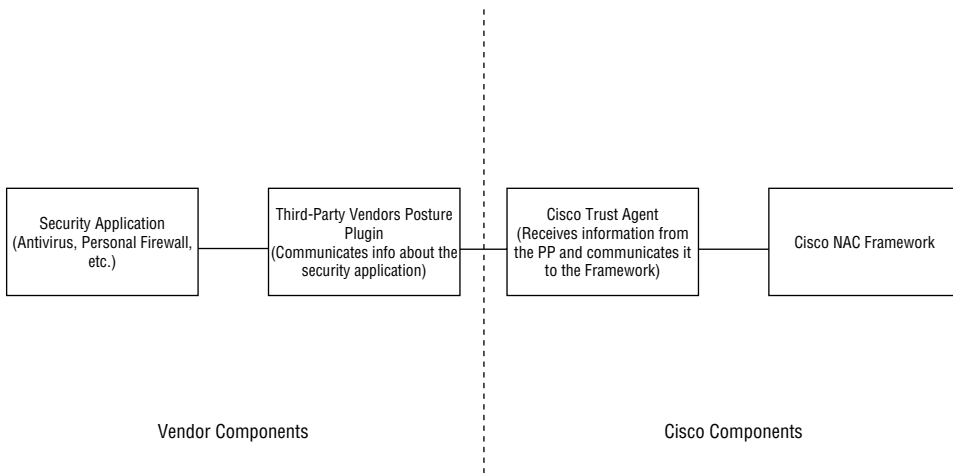 Security Application
(Antivirus, Personal Firewall,
etc.)
Third-Party Vendors Posture
Plugin
(Communicates info about the
security application)
Cisco Trust Agent
(Receives information from
the PP and communicates it
to the Framework)
Cisco NAC Framework
Vendor Components
Cisco Components